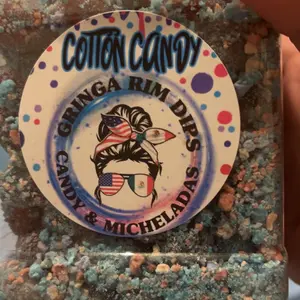 COTTON CANDY
GRINGA RIM DIPS
CANDY & MICHELADAS